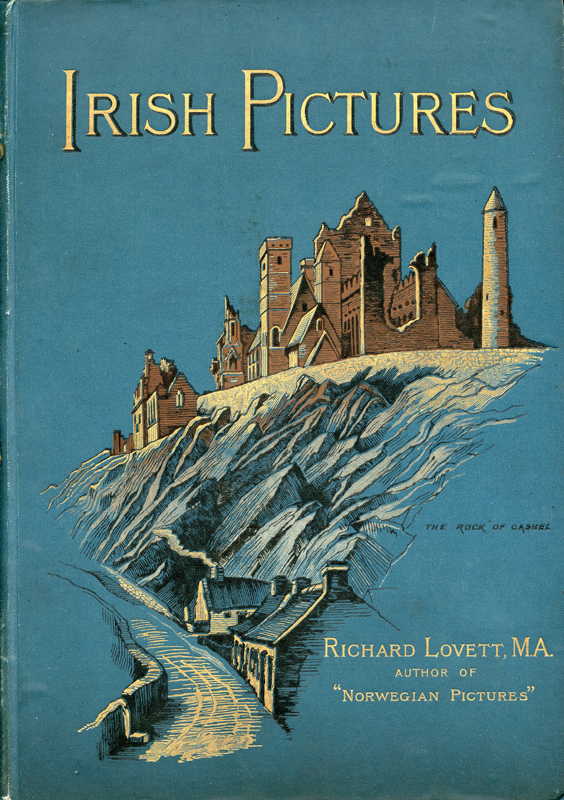 IRISH PICTURES
THE ROCK OF CASHEL
RICHARD LOVETT, M.A.
AUTHOR OF
"NORWEGIAN PICTURES"